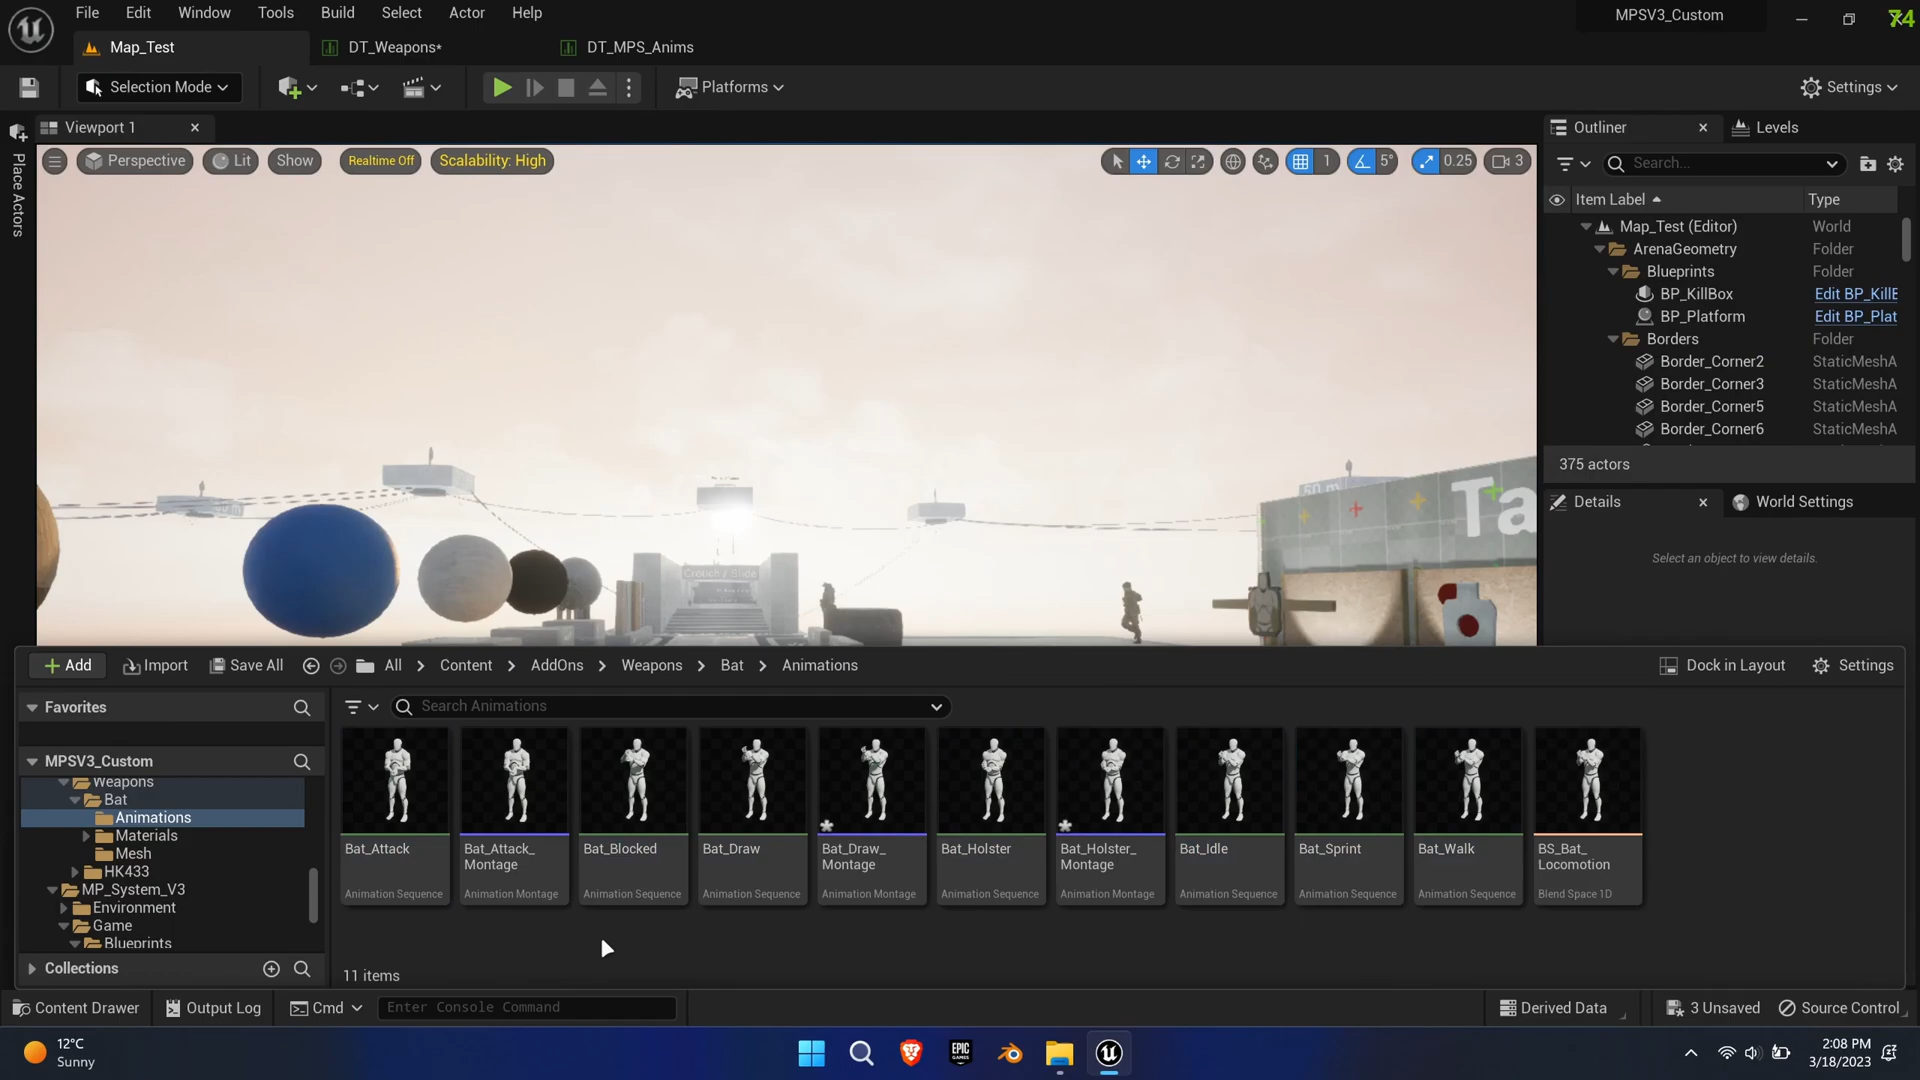 File Edit Window Tools Build Select Actor Help
MPSV3_Custom
74
Map_Test
DT_Weapons*
DT_MPS_Anims
Selection Mode
Platforms
Settings
Viewport 1
Place Actors
Perspective
Lit
Show
Realtime Off
Scalability: High
1
5°
0.25
3
Outliner
Levels
Search...
Item Label
Type
Map_Test (Editor)
World
ArenaGeometry
Folder
Blueprints
Folder
BP_KillBox
Edit BP_KillB
BP_Platform
Edit BP_Plat
Borders
Folder
Border_Corner2
StaticMeshA
Border_Corner3
StaticMeshA
Border_Corner5
StaticMeshA
Border_Corner6
StaticMeshA
375 actors
Details
World Settings
Select an object to view details.
50 m
Ta
Crouch / Slide
Add
Import
Save All
All > Content > AddOns > Weapons > Bat > Animations
Dock in Layout
Settings
Favorites
Search Animations
MPSV3_Custom
Weapons
Bat
Animations
Materials
Mesh
HK433
MP_System_V3
Environment
Game
Blueprints
Collections
Bat_Attack
Animation Sequence
Bat_Attack_
Montage
Animation Montage
Bat_Blocked
Animation Sequence
Bat_Draw
Animation Sequence
Bat_Draw_
Montage
Animation Montage
Bat_Holster
Animation Sequence
Bat_Holster_
Montage
Animation Montage
Bat_Idle
Animation Sequence
Bat_Sprint
Animation Sequence
Bat_Walk
Animation Sequence
BS_Bat_
Locomotion
Blend Space 1D
11 items
Content Drawer
Output Log
Cmd
Enter Console Command
Derived Data
3 Unsaved
Source Control
12°C
Sunny
EPIC
GAMES
2:08 PM
3/18/2023